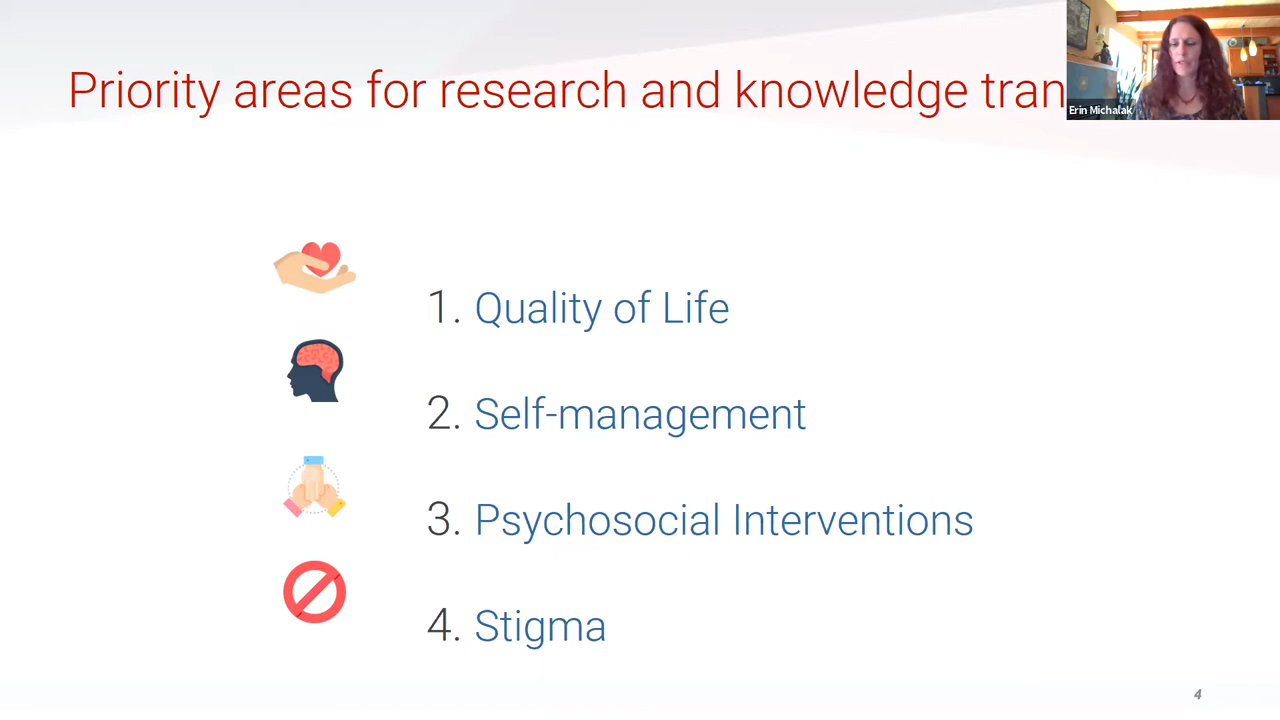 Priority areas for research and knowledge tran
Erin Michalak
1. Quality of Life
2. Self-management
3. Psychosocial Interventions
4. Stigma
4